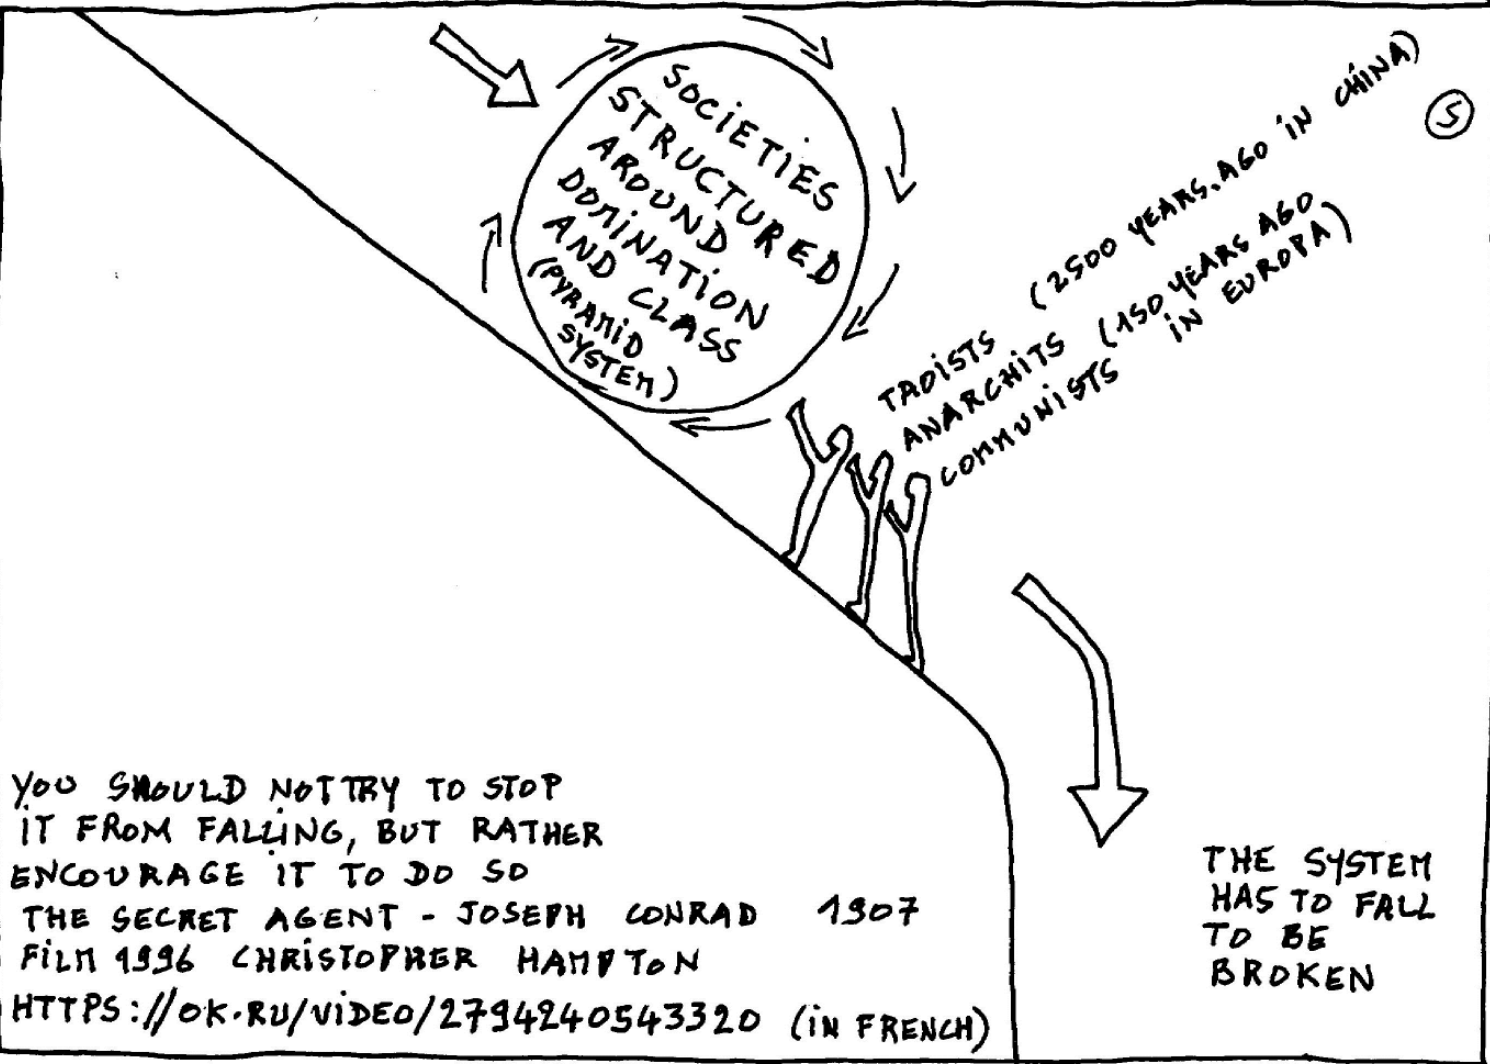 SOCIETIES
STRUCTURED
AROUND
DOMINATION
AND CLASS
(PYRAMID
SYSTEM)
5
TAOISTS (2500 YEARS.AGO IN CHINA)
ANARCHITS (150 YEARS AGO
COMMUNISTS IN EUROPA)
YOU SHOULD NOT TRY TO STOP
IT FROM FALLING, BUT RATHER
ENCOURAGE IT TO DO SO
THE SECRET AGENT - JOSEPH CONRAD 1907
FILM 1996 CHRISTOPHER HAMPTON
HTTPS://OK.RU/VIDEO/2794240543320 (IN FRENCH)
THE SYSTEM
HAS TO FALL
TO BE
BROKEN